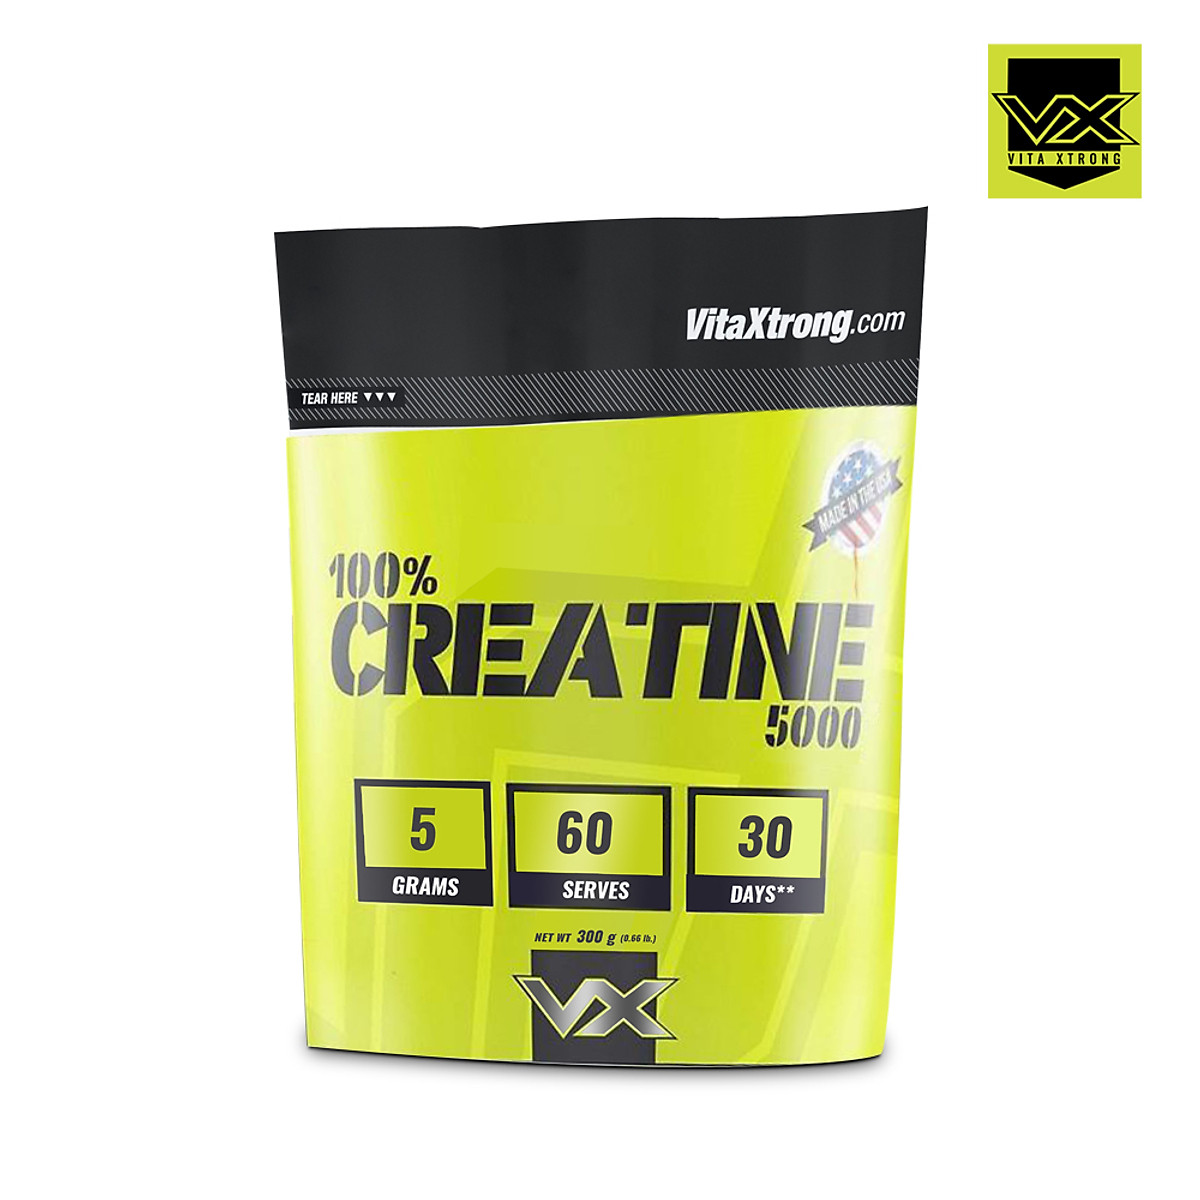 VX
VITA XTRONG
VitaXtrong.com
TEAR HERE
MADE IN THE USA
100%
CREATINE
5000
5
GRAMS
60
SERVES
30
DAYS**
NET WT 300 g (0.66 lb.)
VX